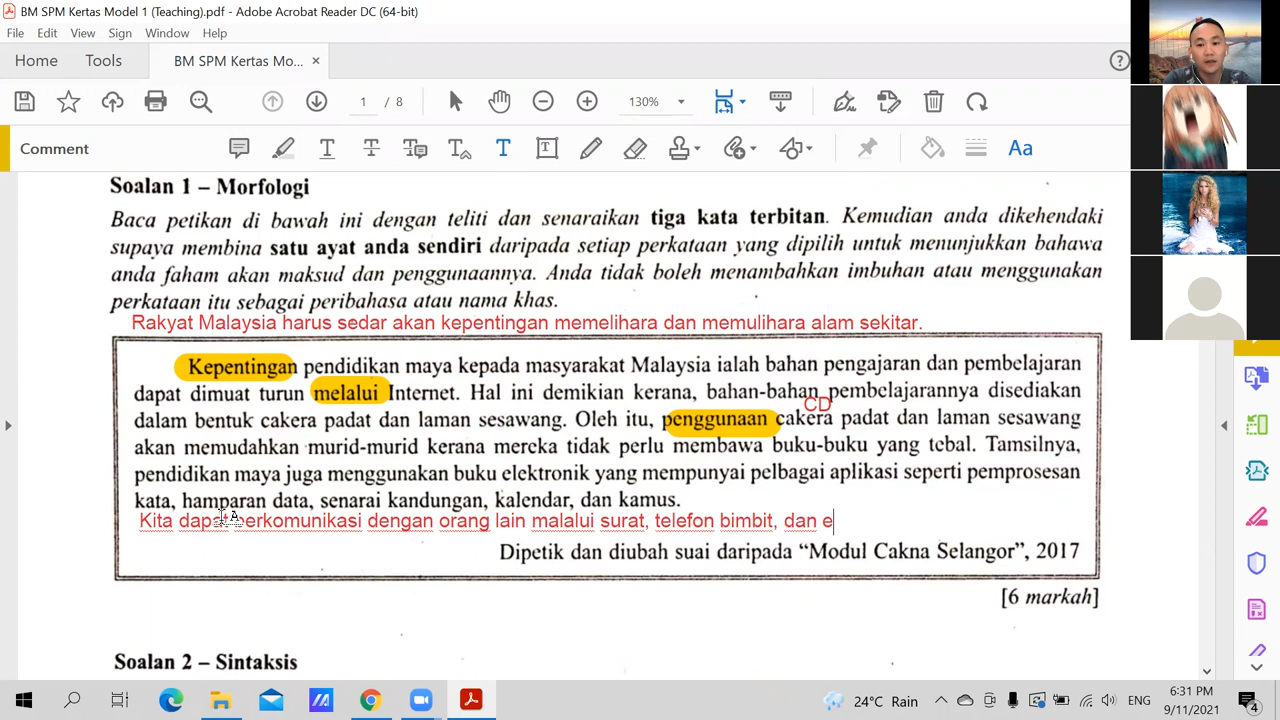 BM SPM Kertas Model 1 (Teaching).pdf - Adobe Acrobat Reader DC (64-bit)
File Edit View Sign Window Help
Home Tools BM SPM Kertas Mo... ×
1 / 8 130%
Comment
Soalan 1 – Morfologi
Baca petikan di bawah ini dengan teliti dan senaraikan tiga kata terbitan. Kemudian anda dikehendaki
supaya membina satu ayat anda sendiri daripada setiap perkataan yang dipilih untuk menunjukkan bahawa
anda faham akan maksud dan penggunaannya. Anda tidak boleh menambahkan imbuhan atau menggunakan
perkataan itu sebagai peribahasa atau nama khas.
Rakyat Malaysia harus sedar akan kepentingan memelihara dan memulihara alam sekitar.
Kepentingan pendidikan maya kepada masyarakat Malaysia ialah bahan pengajaran dan pembelajaran
dapat dimuat turun melalui Internet. Hal ini demikian kerana, bahan-bahan pembelajarannya disediakan
CD
dalam bentuk cakera padat dan laman sesawang. Oleh itu, penggunaan cakera padat dan laman sesawang
akan memudahkan murid-murid kerana mereka tidak perlu membawa buku-buku yang tebal. Tamsilnya,
pendidikan maya juga menggunakan buku elektronik yang mempunyai pelbagai aplikasi seperti pemprosesan
kata, hamparan data, senarai kandungan, kalendar, dan kamus.
Kita dapat berkomunikasi dengan orang lain malalui surat, telefon bimbit, dan e
Dipetik dan diubah suai daripada “Modul Cakna Selangor”, 2017
[6 markah]
Soalan 2 – Sintaksis
24°C Rain ENG 6:31 PM
9/11/2021 4